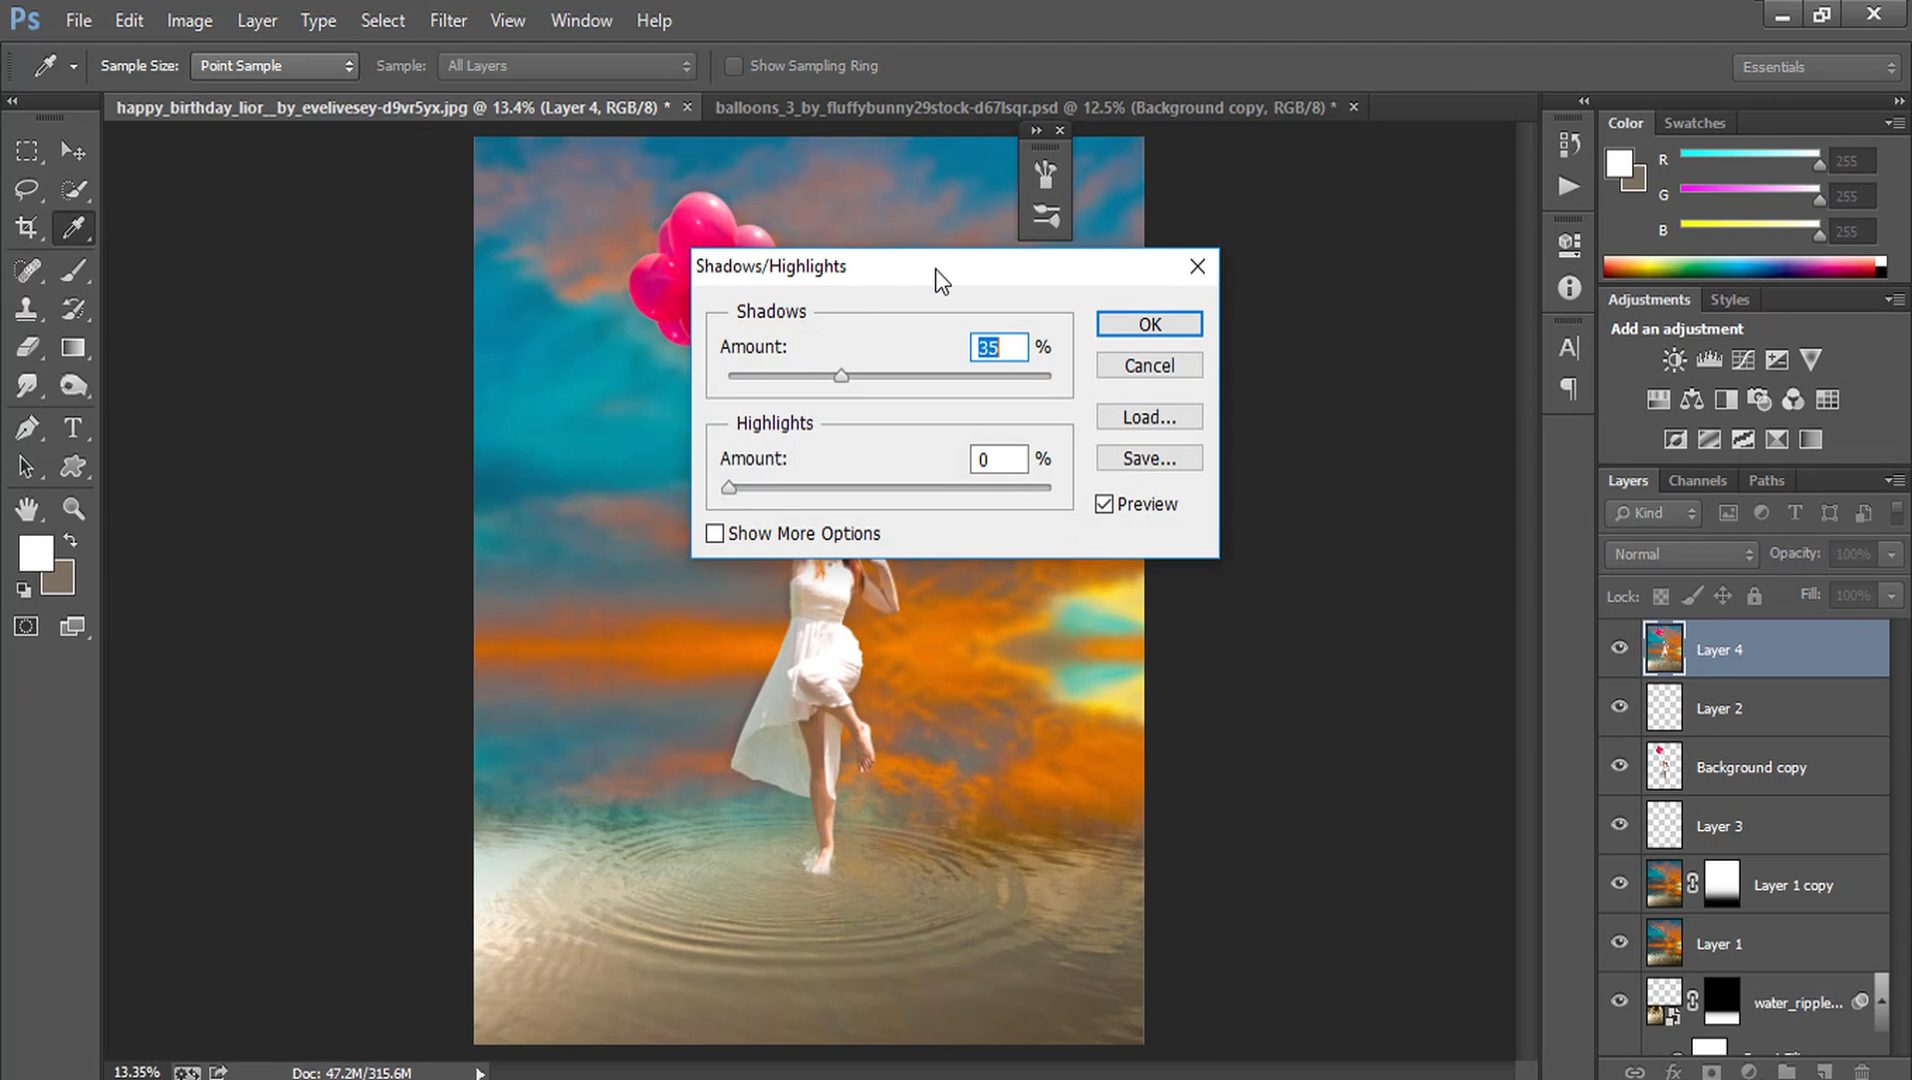 Ps File Edit Image Layer Type Select Filter View Window Help
Sample Size: Point Sample Sample: All Layers Show Sampling Ring Essentials
happy_birthday_lior__by_evelivesey-d9vr5yx.jpg @ 13.4% (Layer 4, RGB/8) * balloons_3_by_fluffybunny29stock-d67lsqr.psd @ 12.5% (Background copy, RGB/8) *
Color Swatches
R 255
G 255
B 255
Shadows/Highlights
Shadows
Amount: 35 %
Highlights
Amount: 0 %
Show More Options
OK
Cancel
Load...
Save...
Preview
Adjustments Styles
Add an adjustment
Layers Channels Paths
Kind
Normal Opacity: 100%
Lock: Fill: 100%
Layer 4
Layer 2
Background copy
Layer 3
Layer 1 copy
Layer 1
water_ripple...
13.35% Doc: 47.2M/315.6M